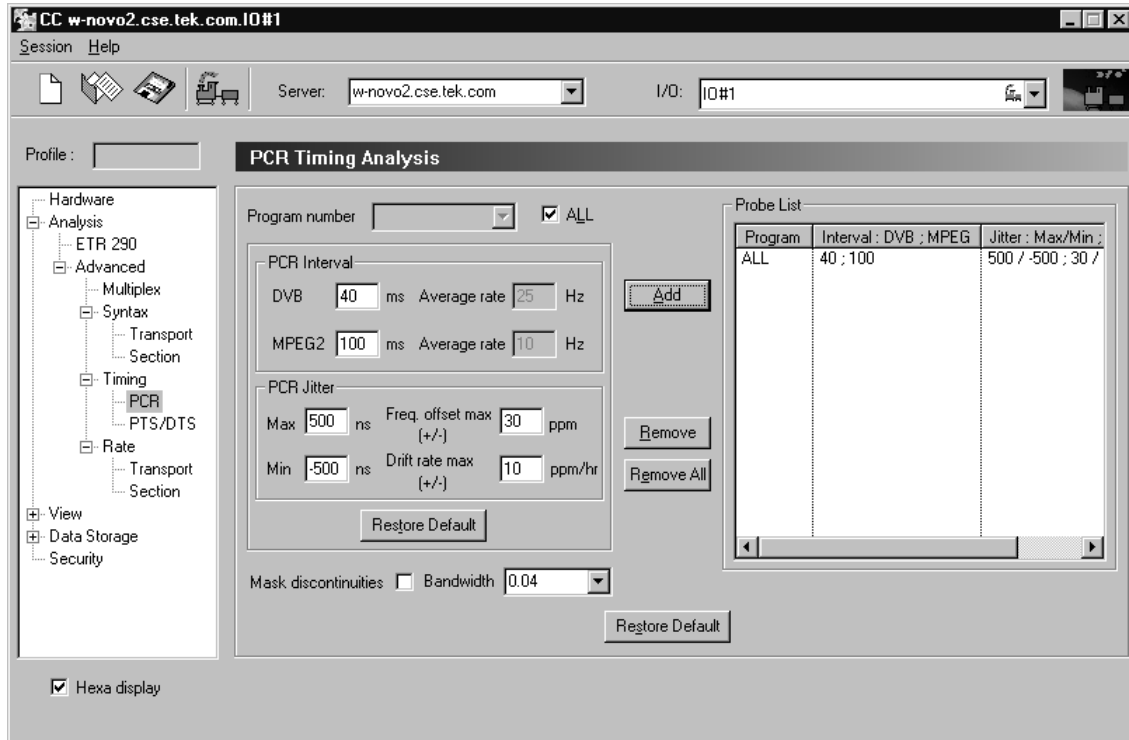 CC w-novo2.cse.tek.com.IO#1
Session Help
Server: w-novo2.cse.tek.com I/O: IO#1
Profile :
PCR Timing Analysis
Hardware
Analysis
ETR 290
Advanced
Multiplex
Syntax
Transport
Section
Timing
PCR
PTS/DTS
Rate
Transport
Section
View
Data Storage
Security
Hexa display
Program number ALL
PCR Interval
DVB 40 ms Average rate 25 Hz
MPEG2 100 ms Average rate 10 Hz
PCR Jitter
Max 500 ns Freq. offset max (+/-) 30 ppm
Min -500 ns Drift rate max (+/-) 10 ppm/hr
Restore Default
Mask discontinuities Bandwidth 0.04
Add
Remove
Remove All
Restore Default
Probe List
Program Interval : DVB ; MPEG Jitter : Max/Min ;
ALL 40 ; 100 500 / -500 ; 30 /